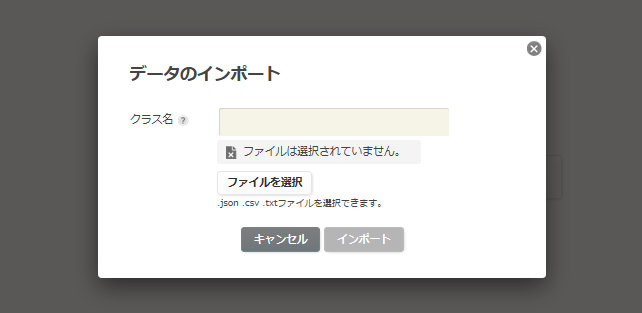 データのインポート
クラス名 ?
ファイルは選択されていません。
ファイルを選択
.json .csv .txtファイルを選択できます。
キャンセル インポート